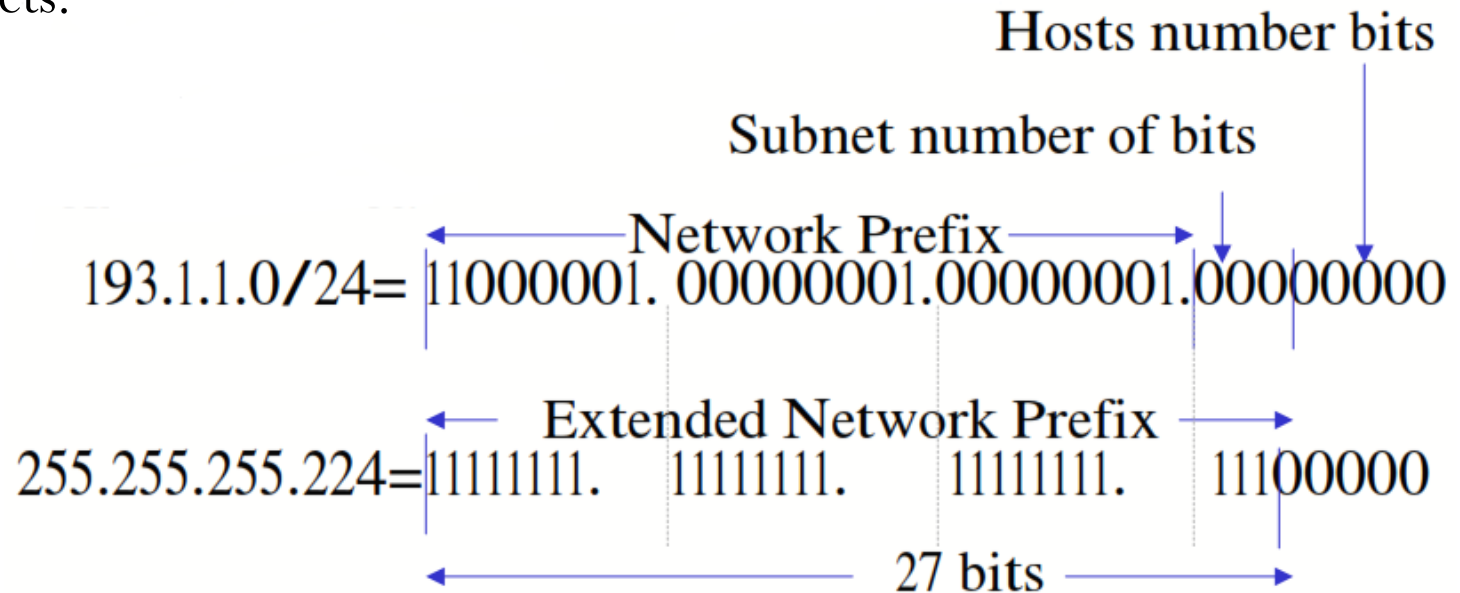 cts.
Hosts number bits
Subnet number of bits
Network Prefix
193.1.1.0/24= 11000001. 00000001.00000001.00000000
Extended Network Prefix
255.255.255.224=11111111. 11111111. 11111111. 11100000
27 bits